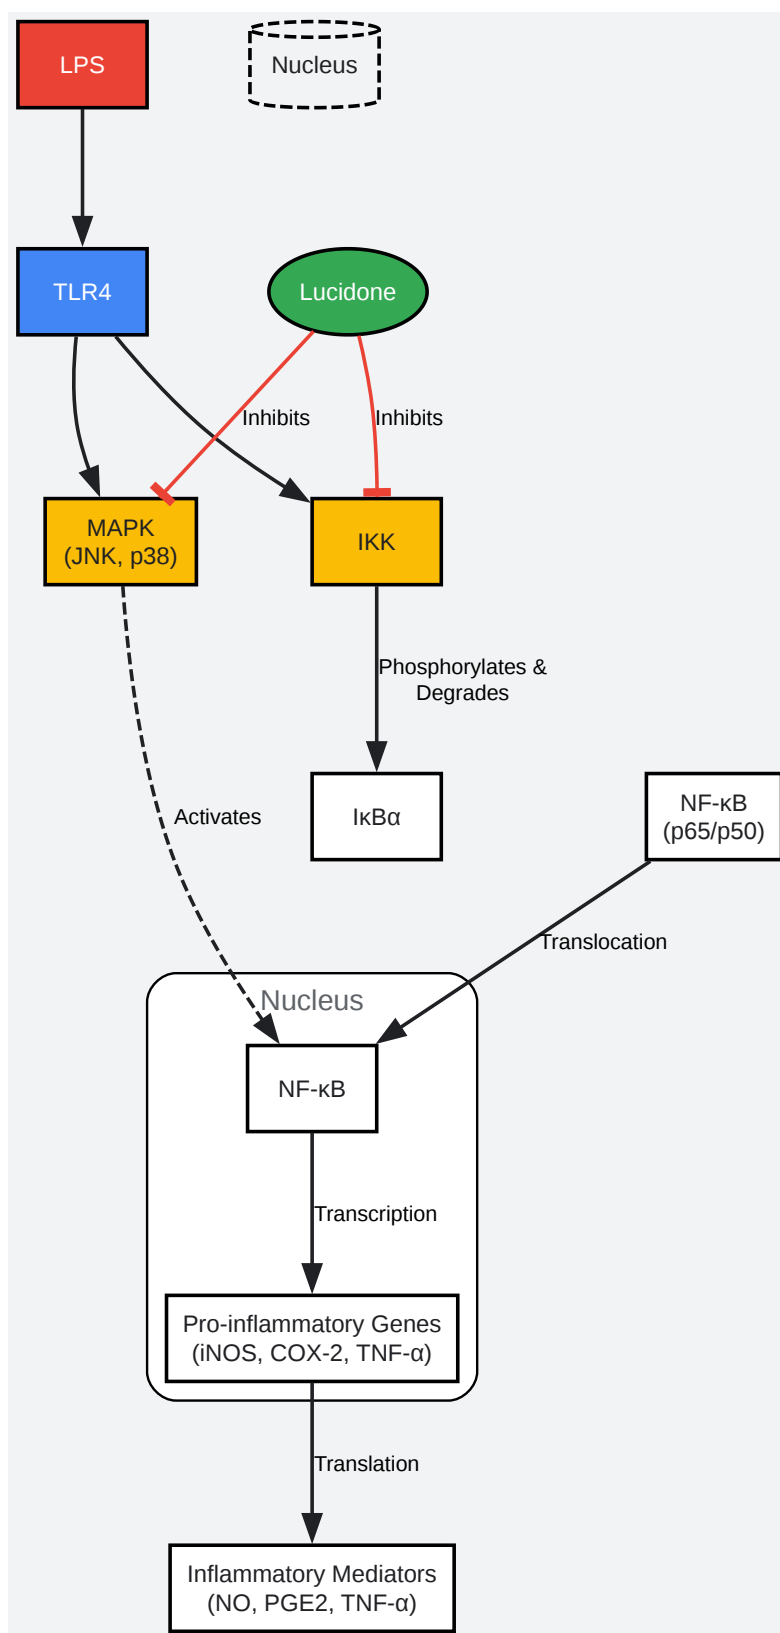 LPS
Nucleus
TLR4
Lucidone
Inhibits
Inhibits
MAPK
(JNK, p38)
IKK
Phosphorylates &
Degrades
IκBα
NF-κB
(p65/p50)
Activates
Translocation
Nucleus
NF-κB
Transcription
Pro-inflammatory Genes
(iNOS, COX-2, TNF-α)
Translation
Inflammatory Mediators
(NO, PGE2, TNF-α)